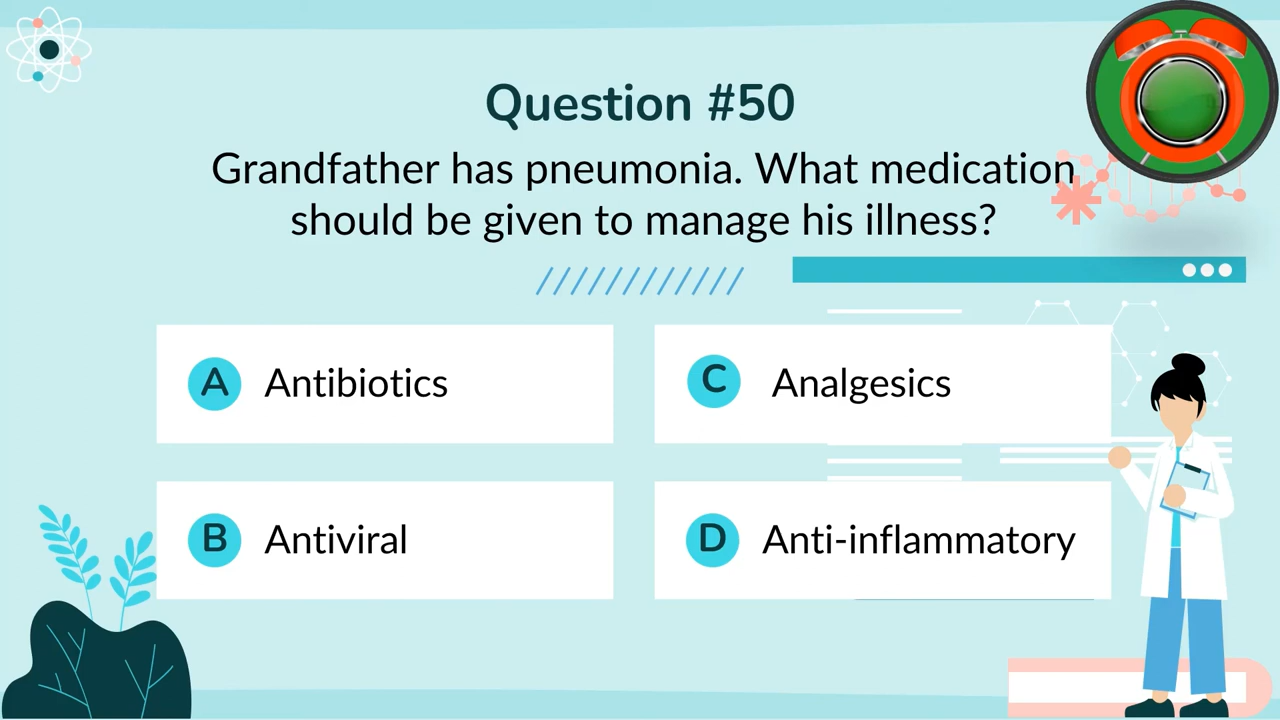 Question #50
Grandfather has pneumonia. What medication
should be given to manage his illness?
A Antibiotics
B Antiviral
C Analgesics
D Anti-inflammatory